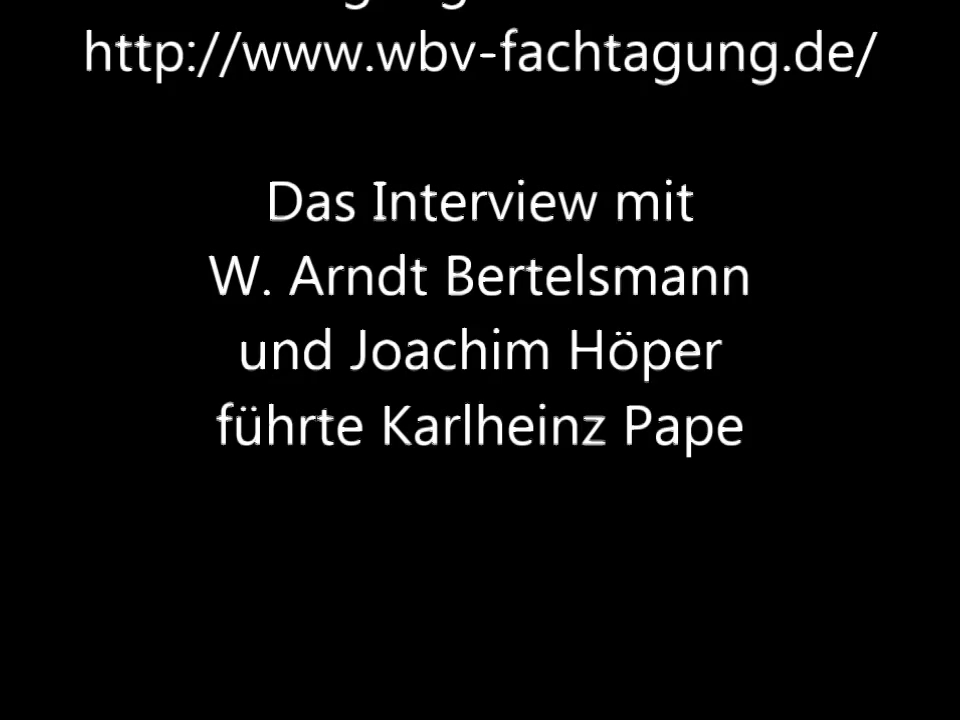 http://www.wbv-fachtagung.de/
Das Interview mit
W. Arndt Bertelsmann
und Joachim Höper
führte Karlheinz Pape